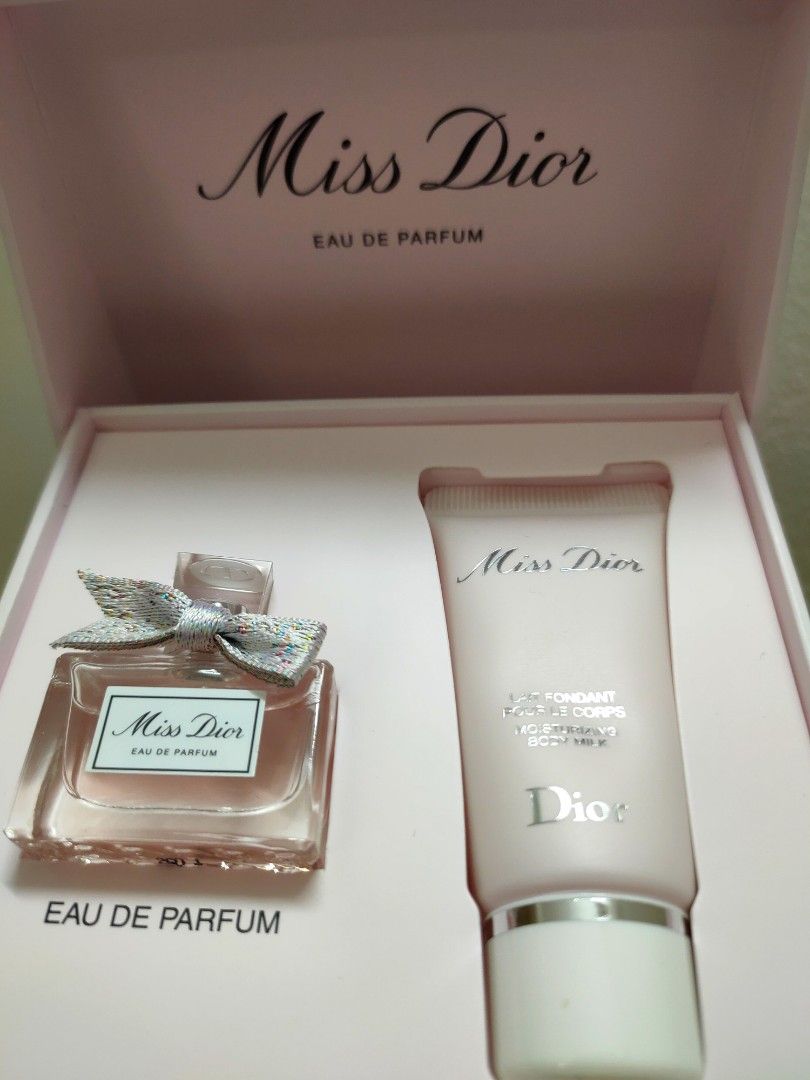 Miss Dior
EAU DE PARFUM
Miss Dior
EAU DE PARFUM
EAU DE PARFUM
Miss Dior
LAIT FONDANT
POUR LE CORPS
MOISTURIZING
BODY MILK
Dior